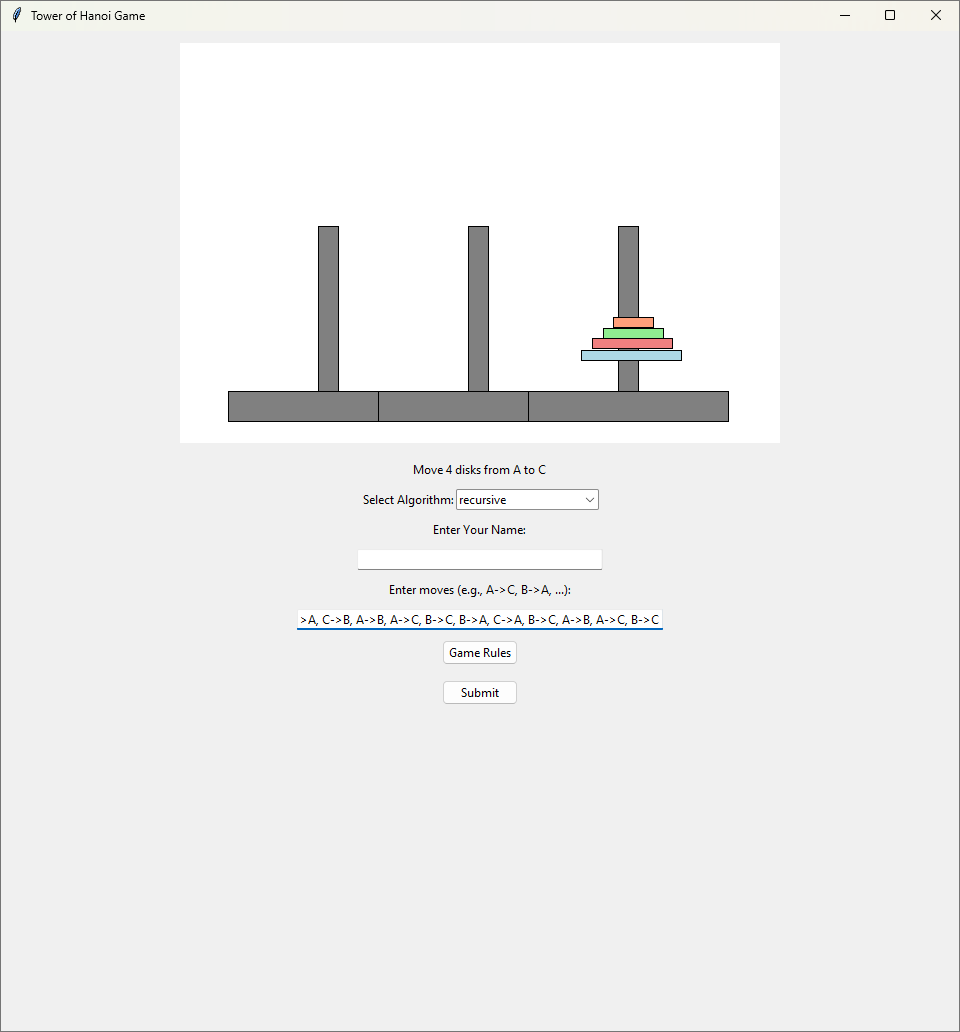 Tower of Hanoi Game
Move 4 disks from A to C
Select Algorithm: recursive
Enter Your Name:
Enter moves (e.g., A->C, B->A, ...):
>A, C->B, A->B, A->C, B->C, B->A, C->A, B->C, A->B, A->C, B->C
Game Rules
Submit